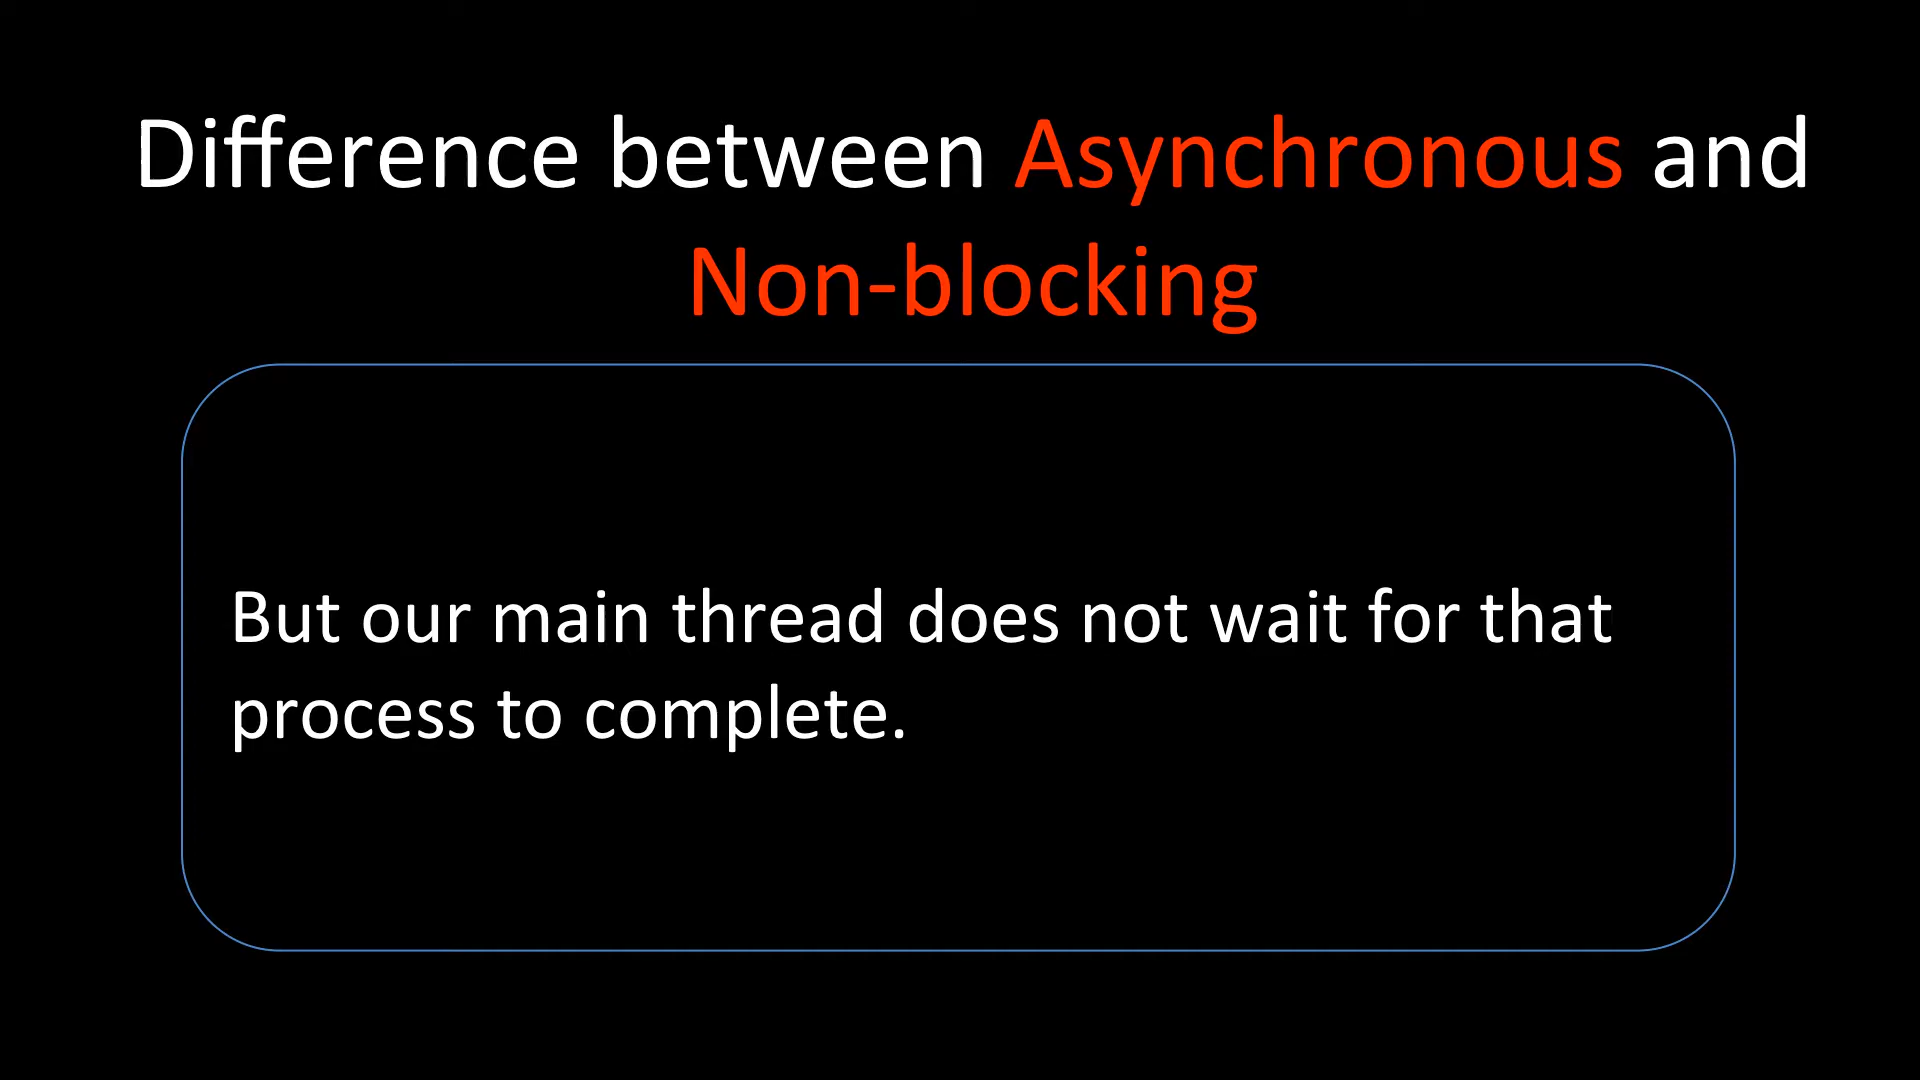 Difference between Asynchronous and
Non-blocking
But our main thread does not wait for that
process to complete.